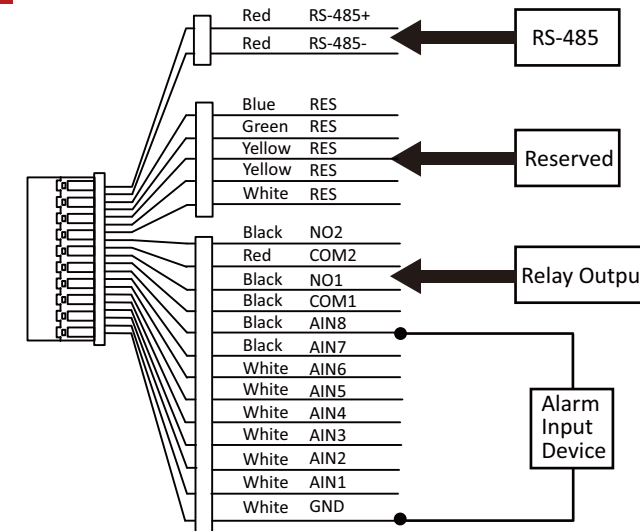 Red RS-485+
Red RS-485-
RS-485
Blue RES
Green RES
Yellow RES
Yellow RES
White RES
Reserved
Black NO2
Red COM2
Black NO1
Black COM1
Relay Outpu
Black AIN8
Black AIN7
White AIN6
White AIN5
White AIN4
White AIN3
White AIN2
White AIN1
White GND
Alarm
Input
Device